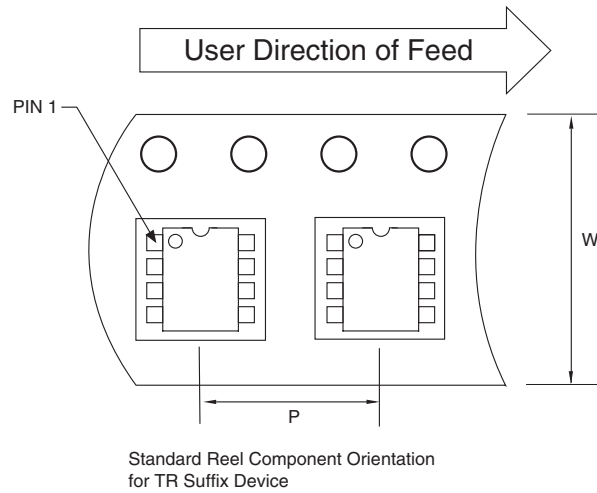 User Direction of Feed
PIN 1
W
P
Standard Reel Component Orientation
for TR Suffix Device